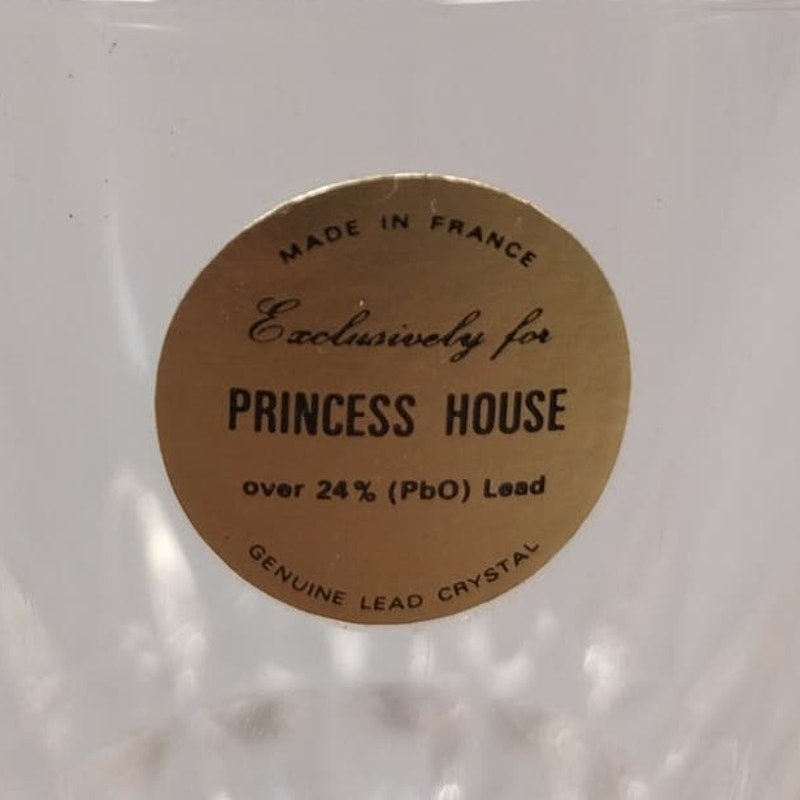 MADE IN FRANCE
Exclusively for
PRINCESS HOUSE
over 24% (PbO) Lead
GENUINE LEAD CRYSTAL